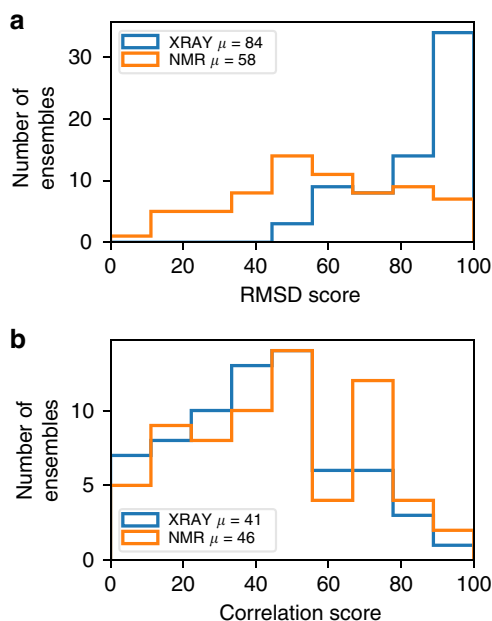 a
XRAY μ = 84
NMR μ = 58
Number of
ensembles
30
20
10
0
0 20 40 60 80 100
RMSD score
b
Number of
ensembles
10
5
0
XRAY μ = 41
NMR μ = 46
0 20 40 60 80 100
Correlation score